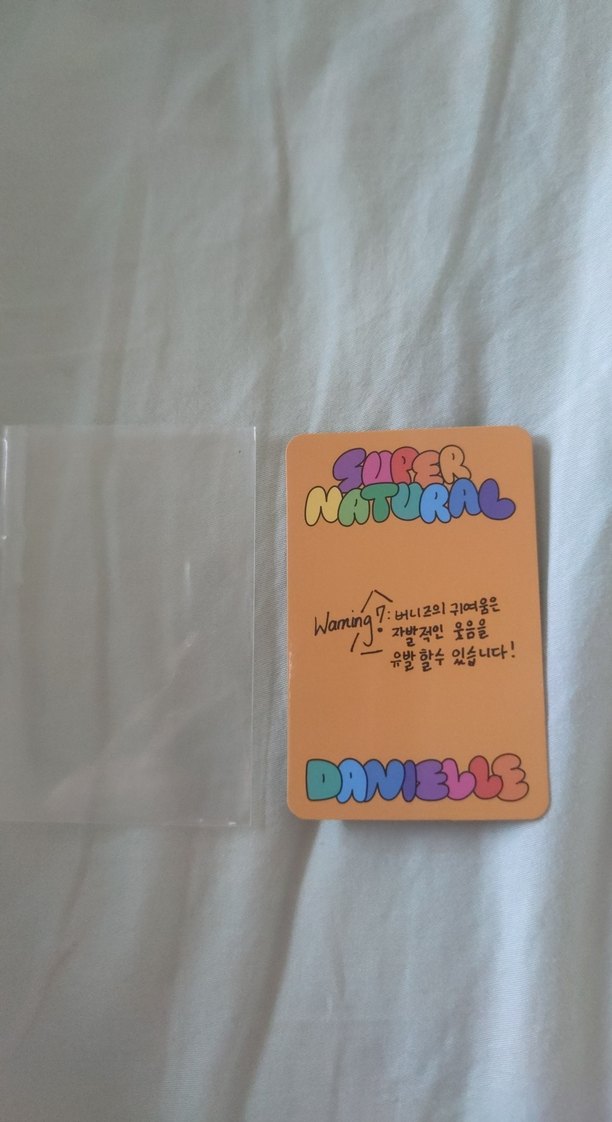 SUPER
NATURAL
Warning: 버니즈의 귀여움은
자발적인 웃음을
유발할수 있습니다!
DANIELLE